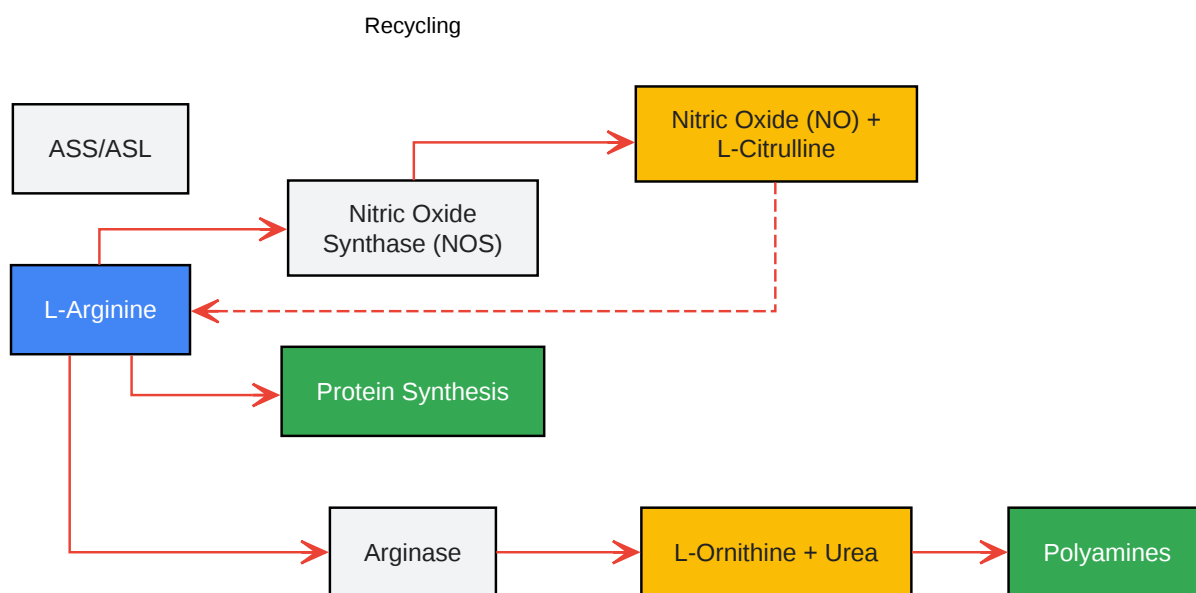 Recycling
ASS/ASL
Nitric Oxide (NO) +
L-Citrulline
Nitric Oxide
Synthase (NOS)
L-Arginine
Protein Synthesis
Arginase
L-Ornithine + Urea
Polyamines